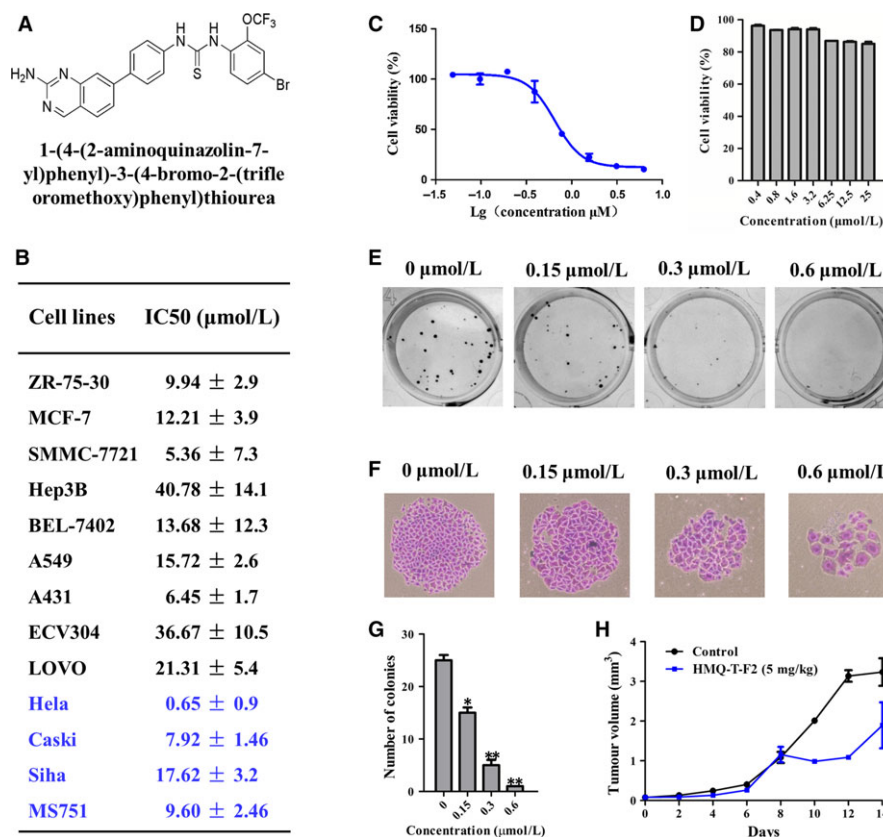 A
OCF3
H2N
N
N
H
N
H
N
S
Br
1-(4-(2-aminoquinazolin-7-
yl)phenyl)-3-(4-bromo-2-(trifle
oromethoxy)phenyl)thiourea
B
Cell lines IC50 (μmol/L)
ZR-75-30 9.94 ± 2.9
MCF-7 12.21 ± 3.9
SMMC-7721 5.36 ± 7.3
Hep3B 40.78 ± 14.1
BEL-7402 13.68 ± 12.3
A549 15.72 ± 2.6
A431 6.45 ± 1.7
ECV304 36.67 ± 10.5
LOVO 21.31 ± 5.4
Hela 0.65 ± 0.9
Caski 7.92 ± 1.46
Siha 17.62 ± 3.2
MS751 9.60 ± 2.46
C
Cell viability (%)
150
100
50
0
−1.5 −1.0 −0.5 0.0 0.5 1.0
Lg (concentration μM)
D
Cell viability (%)
100
80
60
40
20
0
0.4 0.8 1.6 3.2 6.25 12.5 25
Concentration (μmol/L)
E
0 μmol/L 0.15 μmol/L 0.3 μmol/L 0.6 μmol/L
F
0 μmol/L 0.15 μmol/L 0.3 μmol/L 0.6 μmol/L
G
Number of colonies
30
20
10
0
* ** **
0 0.15 0.3 0.6
Concentration (μmol/L)
H
Tumour volume (mm3)
4
3
2
1
0
Control
HMQ-T-F2 (5 mg/kg)
0 2 4 6 8 10 12 14
Days